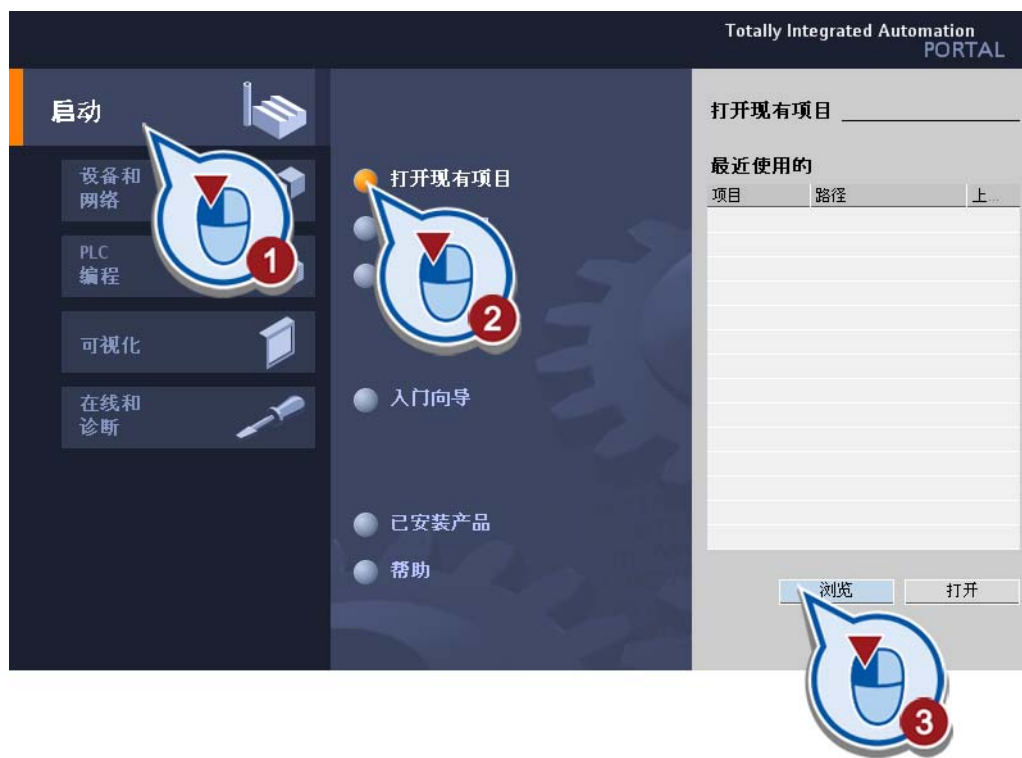 Totally Integrated Automation
PORTAL
启动
设备和
网络
PLC
编程
可视化
在线和
诊断
1
打开现有项目
2
入门向导
已安装产品
帮助
打开现有项目
最近使用的
项目 路径 上...
浏览 打开
3